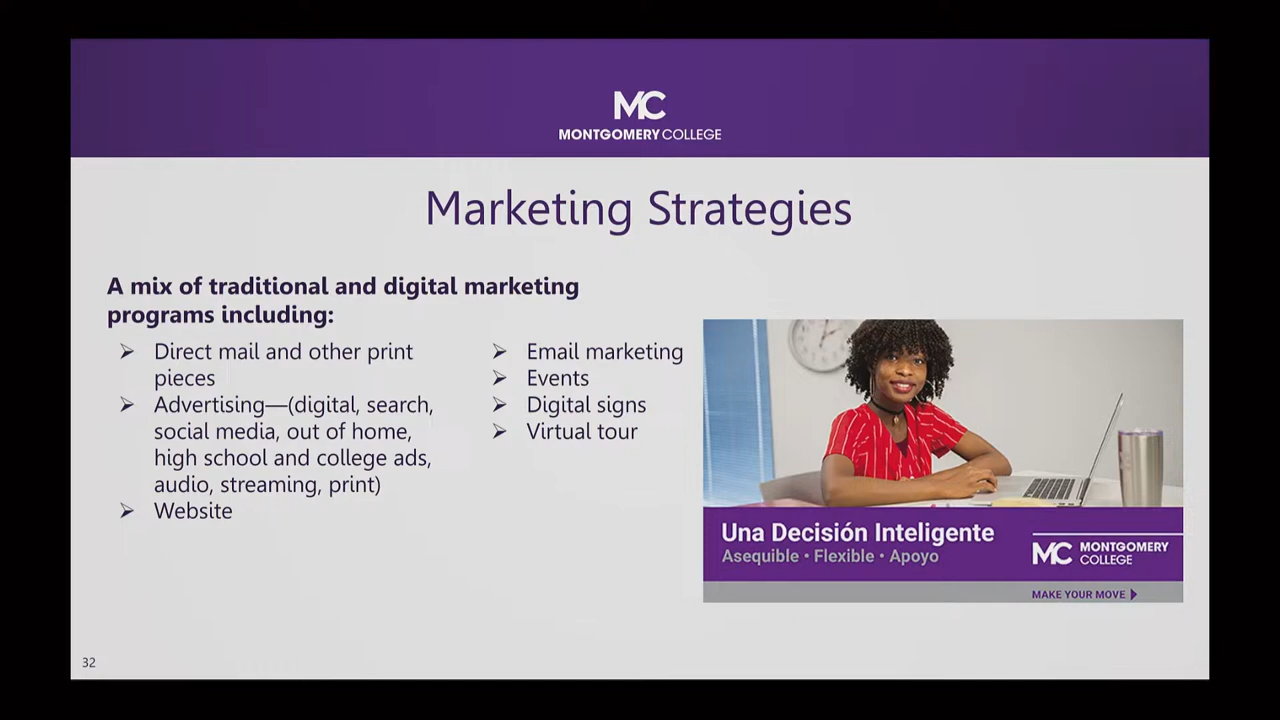 MC
MONTGOMERY COLLEGE
Marketing Strategies
A mix of traditional and digital marketing
programs including:
➢ Direct mail and other print
pieces
➢ Advertising—(digital, search,
social media, out of home,
high school and college ads,
audio, streaming, print)
➢ Website
➢ Email marketing
➢ Events
➢ Digital signs
➢ Virtual tour
Una Decisión Inteligente
Asequible • Flexible • Apoyo
MC MONTGOMERY
COLLEGE
MAKE YOUR MOVE
32